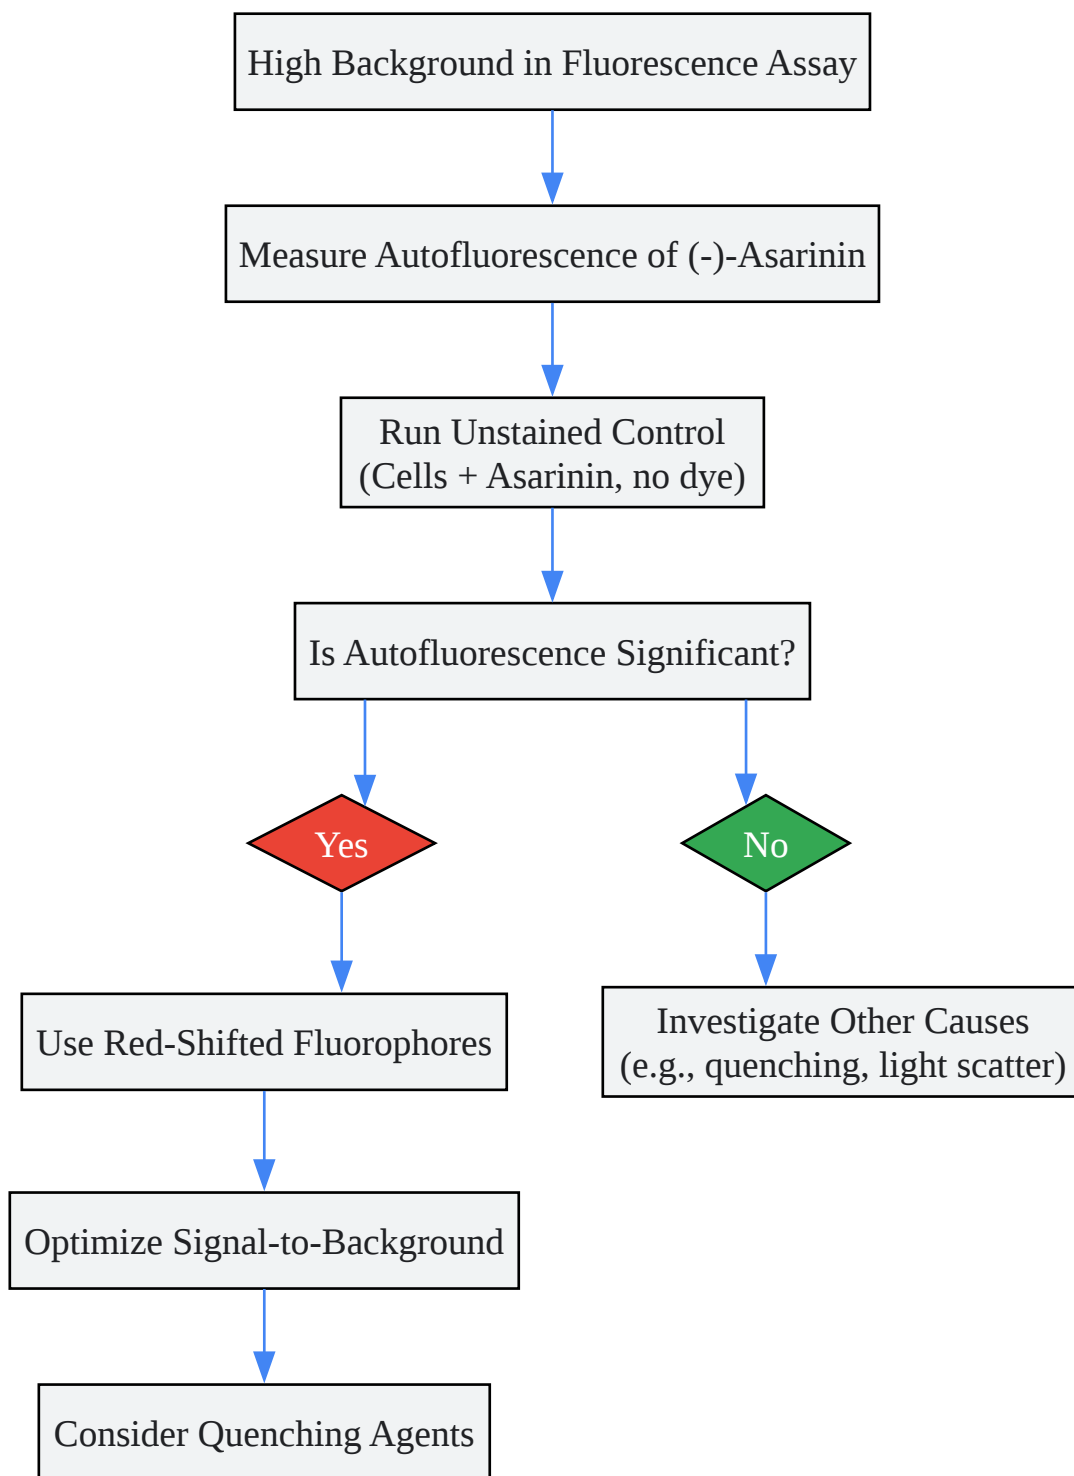 High Background in Fluorescence Assay
Measure Autofluorescence of (-)-Asarinin
Run Unstained Control
(Cells + Asarinin, no dye)
Is Autofluorescence Significant?
Yes
No
Use Red-Shifted Fluorophores
Investigate Other Causes
(e.g., quenching, light scatter)
Optimize Signal-to-Background
Consider Quenching Agents